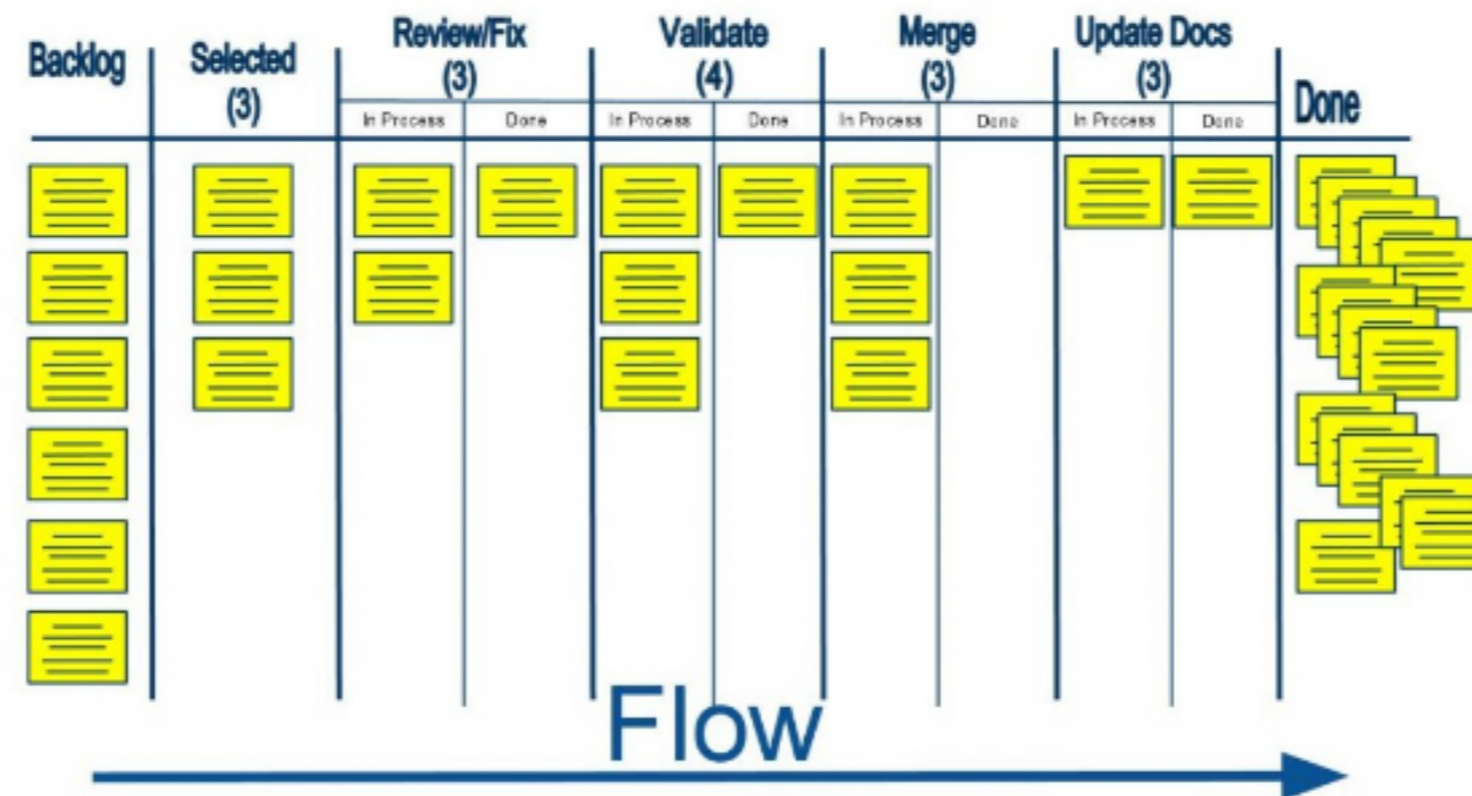 Backlog
Selected
(3)
Review/Fix
(3)
Validate
(4)
Merge
(3)
Update Docs
(3)
Done
In Process
Done
In Process
Done
In Process
Done
In Process
Done
Flow